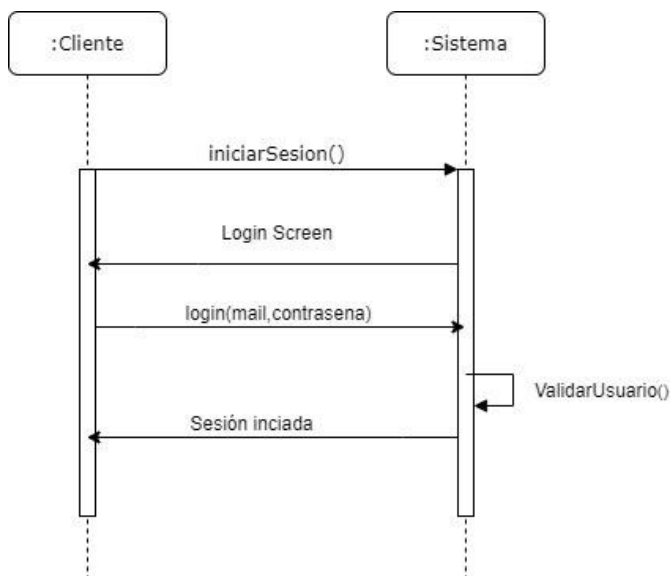 :Cliente
:Sistema
iniciarSesion()
Login Screen
login(mail,contrasena)
ValidarUsuario()
Sesión inciada